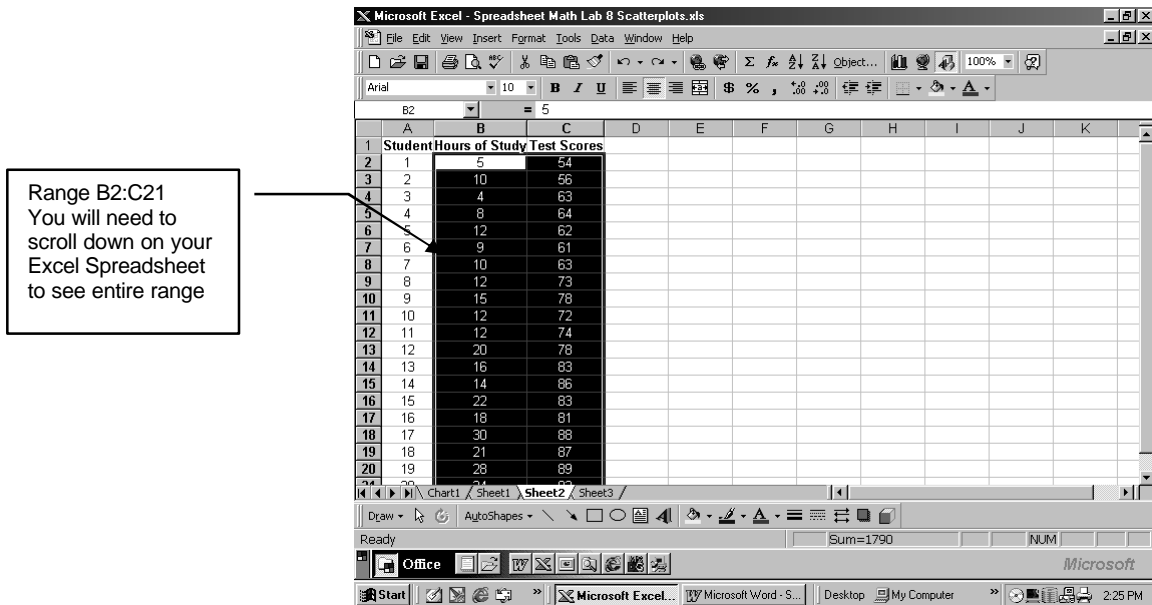 Microsoft Excel - Spreadsheet Math Lab 8 Scatterplots.xls
File Edit View Insert Format Tools Data Window Help
Object... 100%
Arial 10 B I U $ % ,
B2 = 5
A B C D E F G H I J K
1 Student Hours of Study Test Scores
2 1 5 54
3 2 10 56
4 3 4 63
5 4 8 64
6 5 12 62
7 6 9 61
8 7 10 63
9 8 12 73
10 9 15 78
11 10 12 72
12 11 12 74
13 12 20 78
14 13 16 83
15 14 14 86
16 15 22 83
17 16 18 81
18 17 30 88
19 18 21 87
20 19 28 89
Range B2:C21
You will need to
scroll down on your
Excel Spreadsheet
to see entire range
Chart1 Sheet1 Sheet2 Sheet3
Draw AutoShapes
Ready Sum=1790 NUM
Office Microsoft
Start » Microsoft Excel... Microsoft Word - S... Desktop My Computer » 2:25 PM